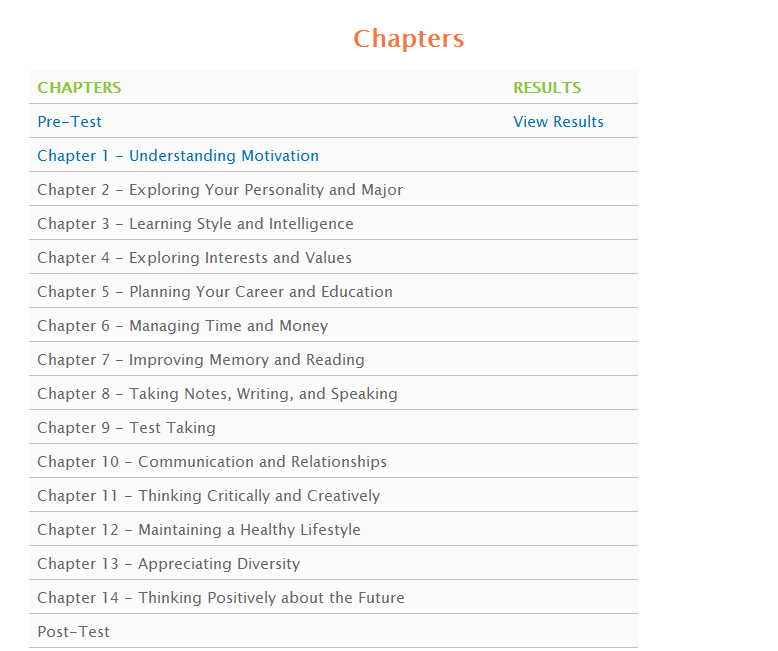 Chapters
CHAPTERS RESULTS
Pre-Test View Results
Chapter 1 - Understanding Motivation
Chapter 2 - Exploring Your Personality and Major
Chapter 3 - Learning Style and Intelligence
Chapter 4 - Exploring Interests and Values
Chapter 5 - Planning Your Career and Education
Chapter 6 - Managing Time and Money
Chapter 7 - Improving Memory and Reading
Chapter 8 - Taking Notes, Writing, and Speaking
Chapter 9 - Test Taking
Chapter 10 - Communication and Relationships
Chapter 11 - Thinking Critically and Creatively
Chapter 12 - Maintaining a Healthy Lifestyle
Chapter 13 - Appreciating Diversity
Chapter 14 - Thinking Positively about the Future
Post-Test